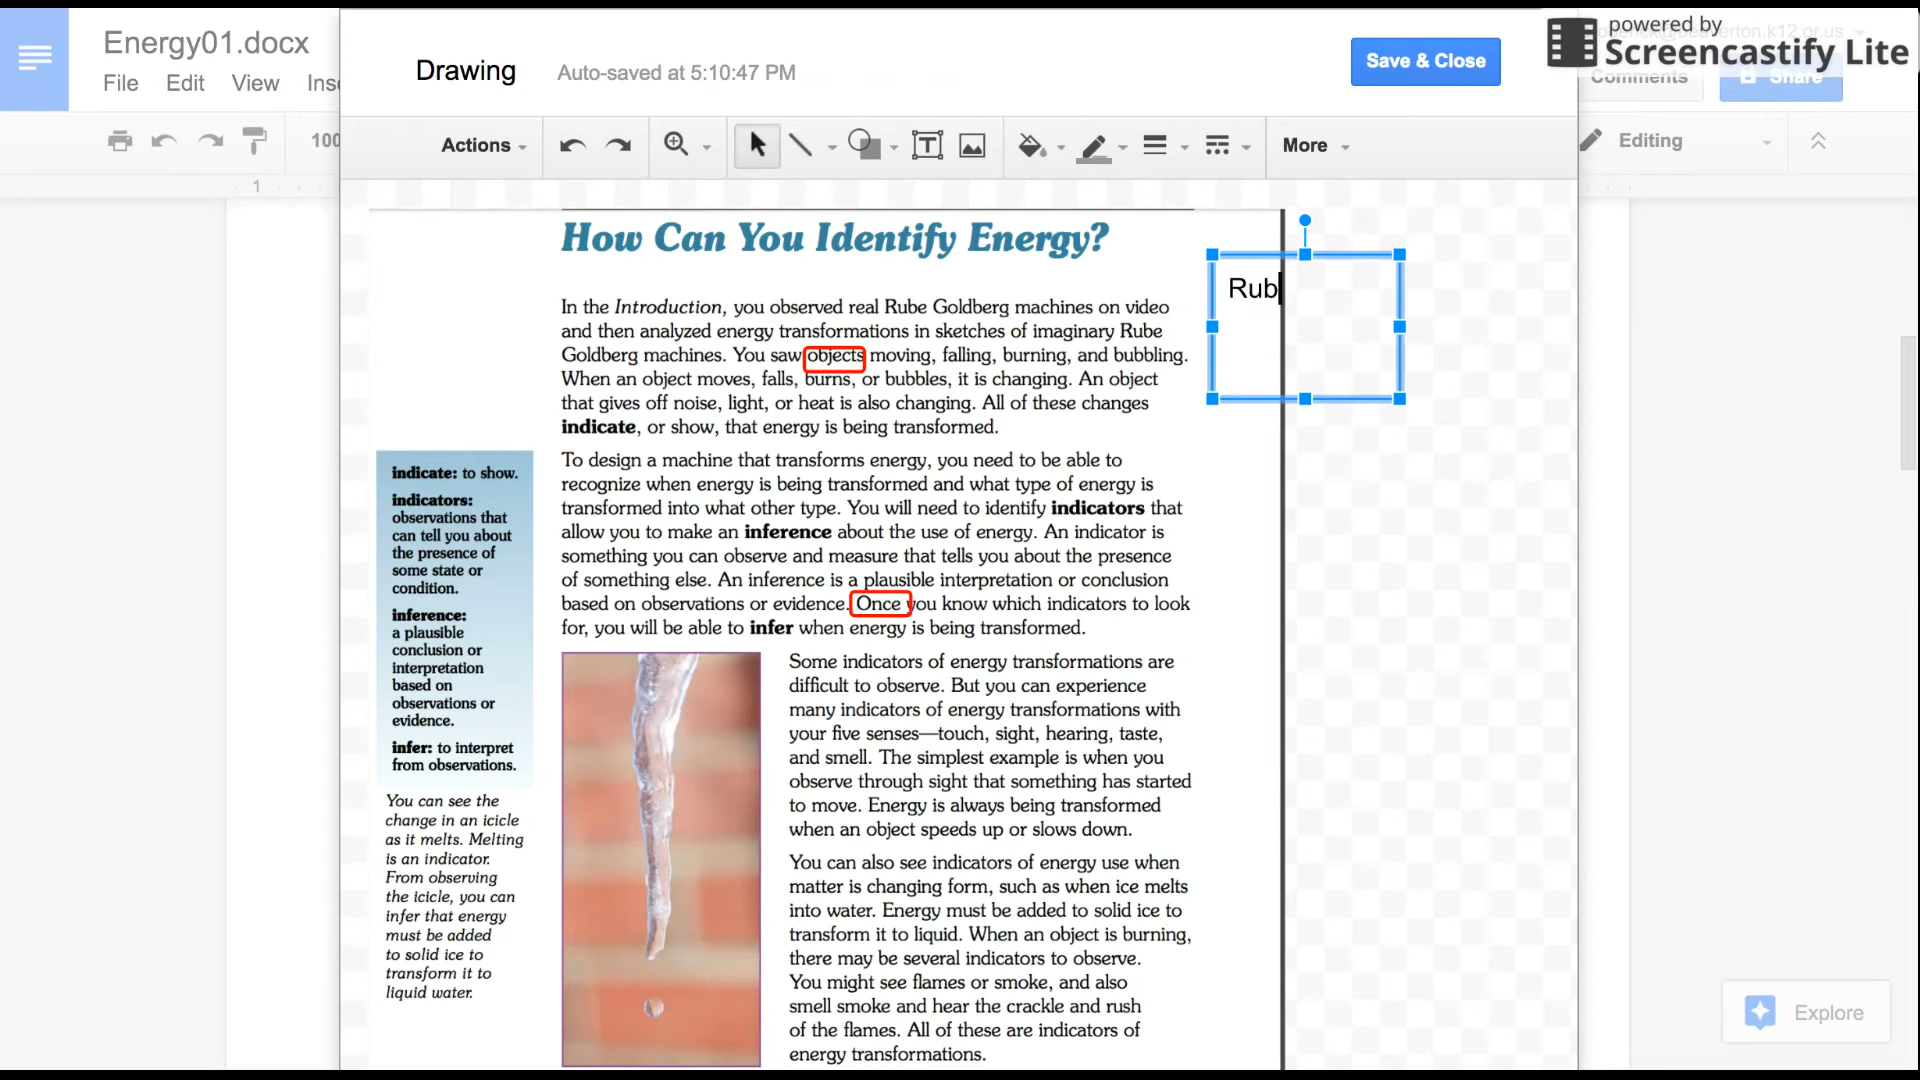 powered by
Screencastify Lite
Energy01.docx
File Edit View Ins
Drawing
Auto-saved at 5:10:47 PM
Save & Close
Comments
Share
100
Actions
More
Editing
1
How Can You Identify Energy?
Rub
In the Introduction, you observed real Rube Goldberg machines on video
and then analyzed energy transformations in sketches of imaginary Rube
Goldberg machines. You saw objects moving, falling, burning, and bubbling.
When an object moves, falls, burns, or bubbles, it is changing. An object
that gives off noise, light, or heat is also changing. All of these changes
indicate, or show, that energy is being transformed.
To design a machine that transforms energy, you need to be able to
recognize when energy is being transformed and what type of energy is
transformed into what other type. You will need to identify indicators that
allow you to make an inference about the use of energy. An indicator is
something you can observe and measure that tells you about the presence
of something else. An inference is a plausible interpretation or conclusion
based on observations or evidence. Once you know which indicators to look
for, you will be able to infer when energy is being transformed.
indicate: to show.
indicators:
observations that
can tell you about
the presence of
some state or
condition.
inference:
a plausible
conclusion or
interpretation
based on
observations or
evidence.
infer: to interpret
from observations.
You can see the
change in an icicle
as it melts. Melting
is an indicator.
From observing
the icicle, you can
infer that energy
must be added
to solid ice to
transform it to
liquid water.
Some indicators of energy transformations are
difficult to observe. But you can experience
many indicators of energy transformations with
your five senses—touch, sight, hearing, taste,
and smell. The simplest example is when you
observe through sight that something has started
to move. Energy is always being transformed
when an object speeds up or slows down.
You can also see indicators of energy use when
matter is changing form, such as when ice melts
into water. Energy must be added to solid ice to
transform it to liquid. When an object is burning,
there may be several indicators to observe.
You might see flames or smoke, and also
smell smoke and hear the crackle and rush
of the flames. All of these are indicators of
energy transformations.
Explore